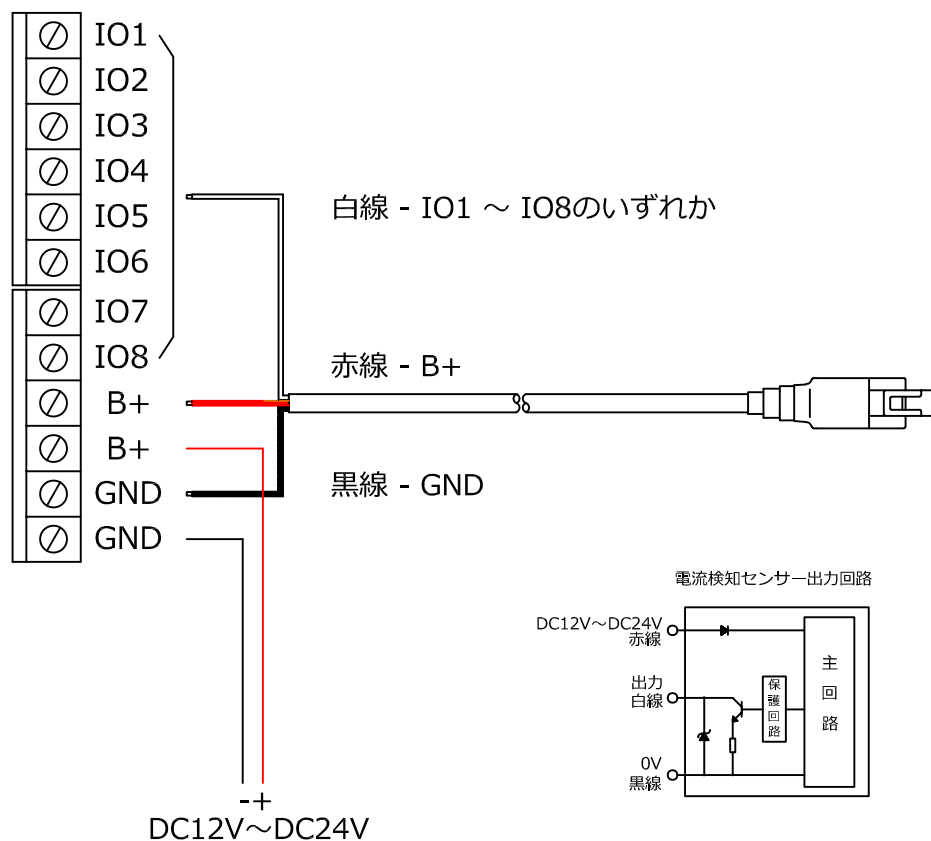 IO1
IO2
IO3
IO4
IO5
IO6
IO7
IO8
B+
B+
GND
GND
白線 - IO1 ～ IO8のいずれか
赤線 - B+
黒線 - GND
-+
DC12V～DC24V
電流検知センサー出力回路
DC12V～DC24V
赤線
出力
白線
0V
黒線
保護回路
主回路